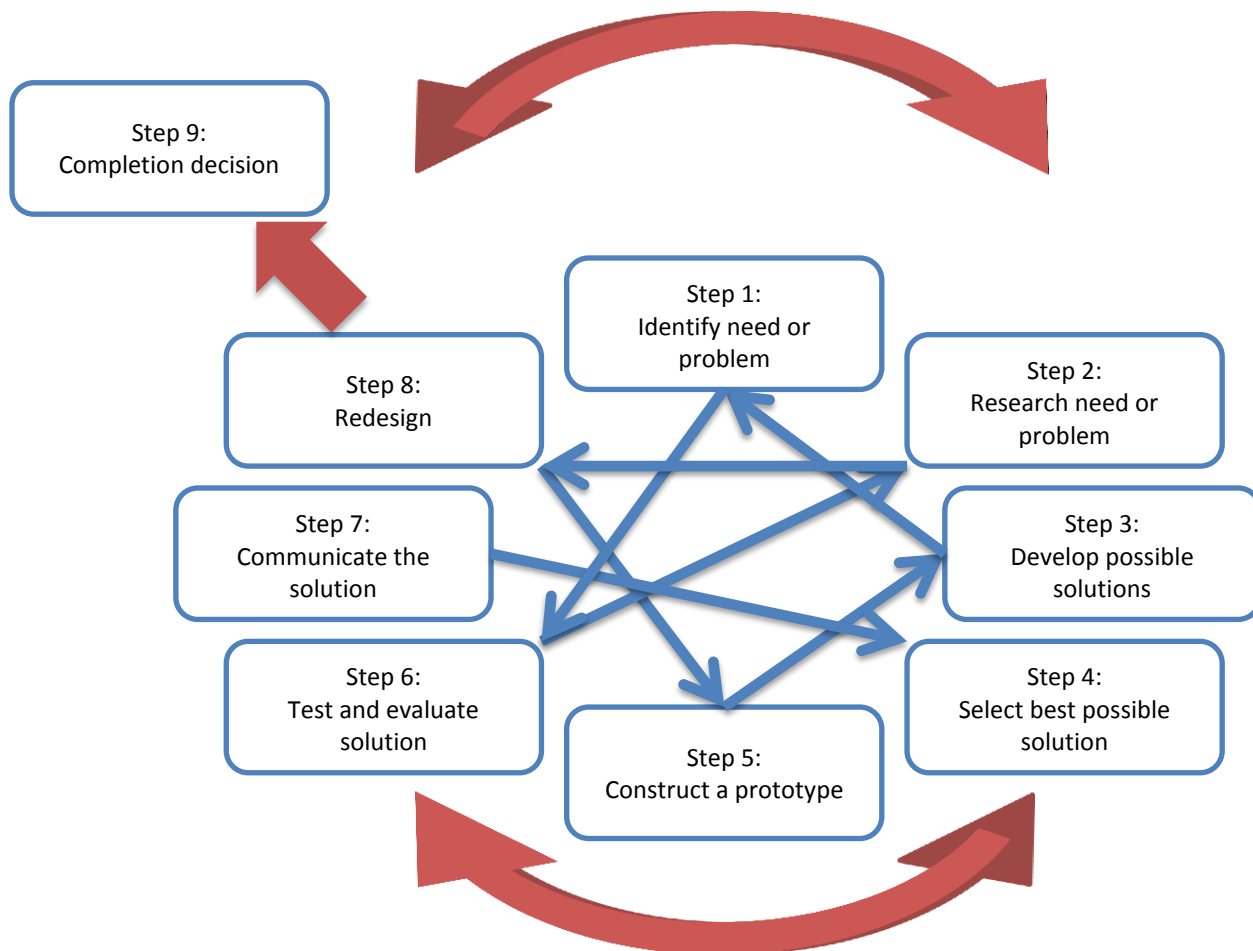 Step 9:
Completion decision
Step 1:
Identify need or
problem
Step 2:
Research need or
problem
Step 3:
Develop possible
solutions
Step 4:
Select best possible
solution
Step 5:
Construct a prototype
Step 6:
Test and evaluate
solution
Step 7:
Communicate the
solution
Step 8:
Redesign